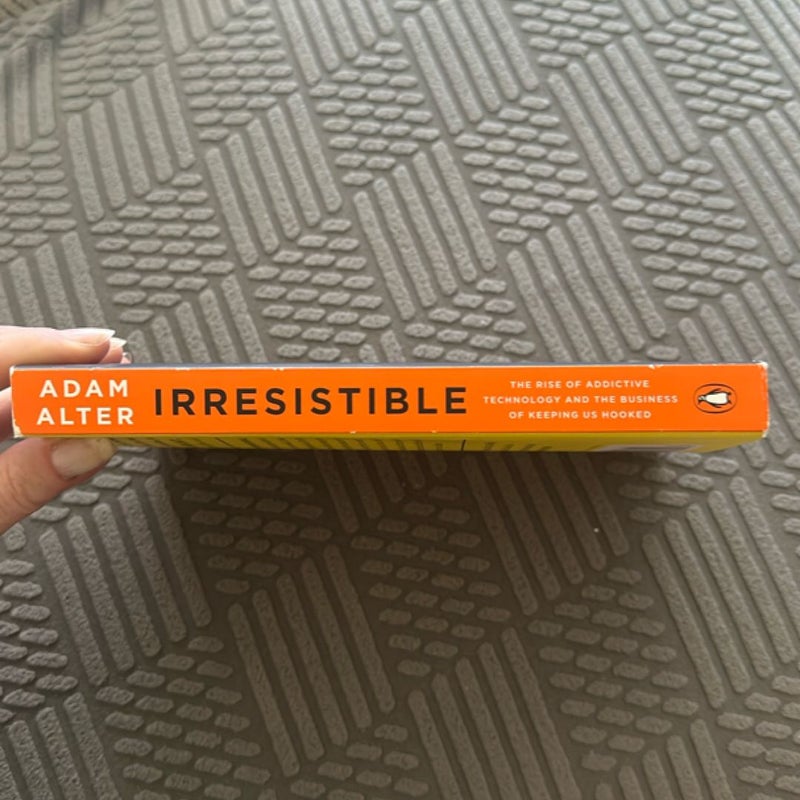 ADAM
ALTER
IRRESISTIBLE
THE RISE OF ADDICTIVE
TECHNOLOGY AND THE BUSINESS
OF KEEPING US HOOKED